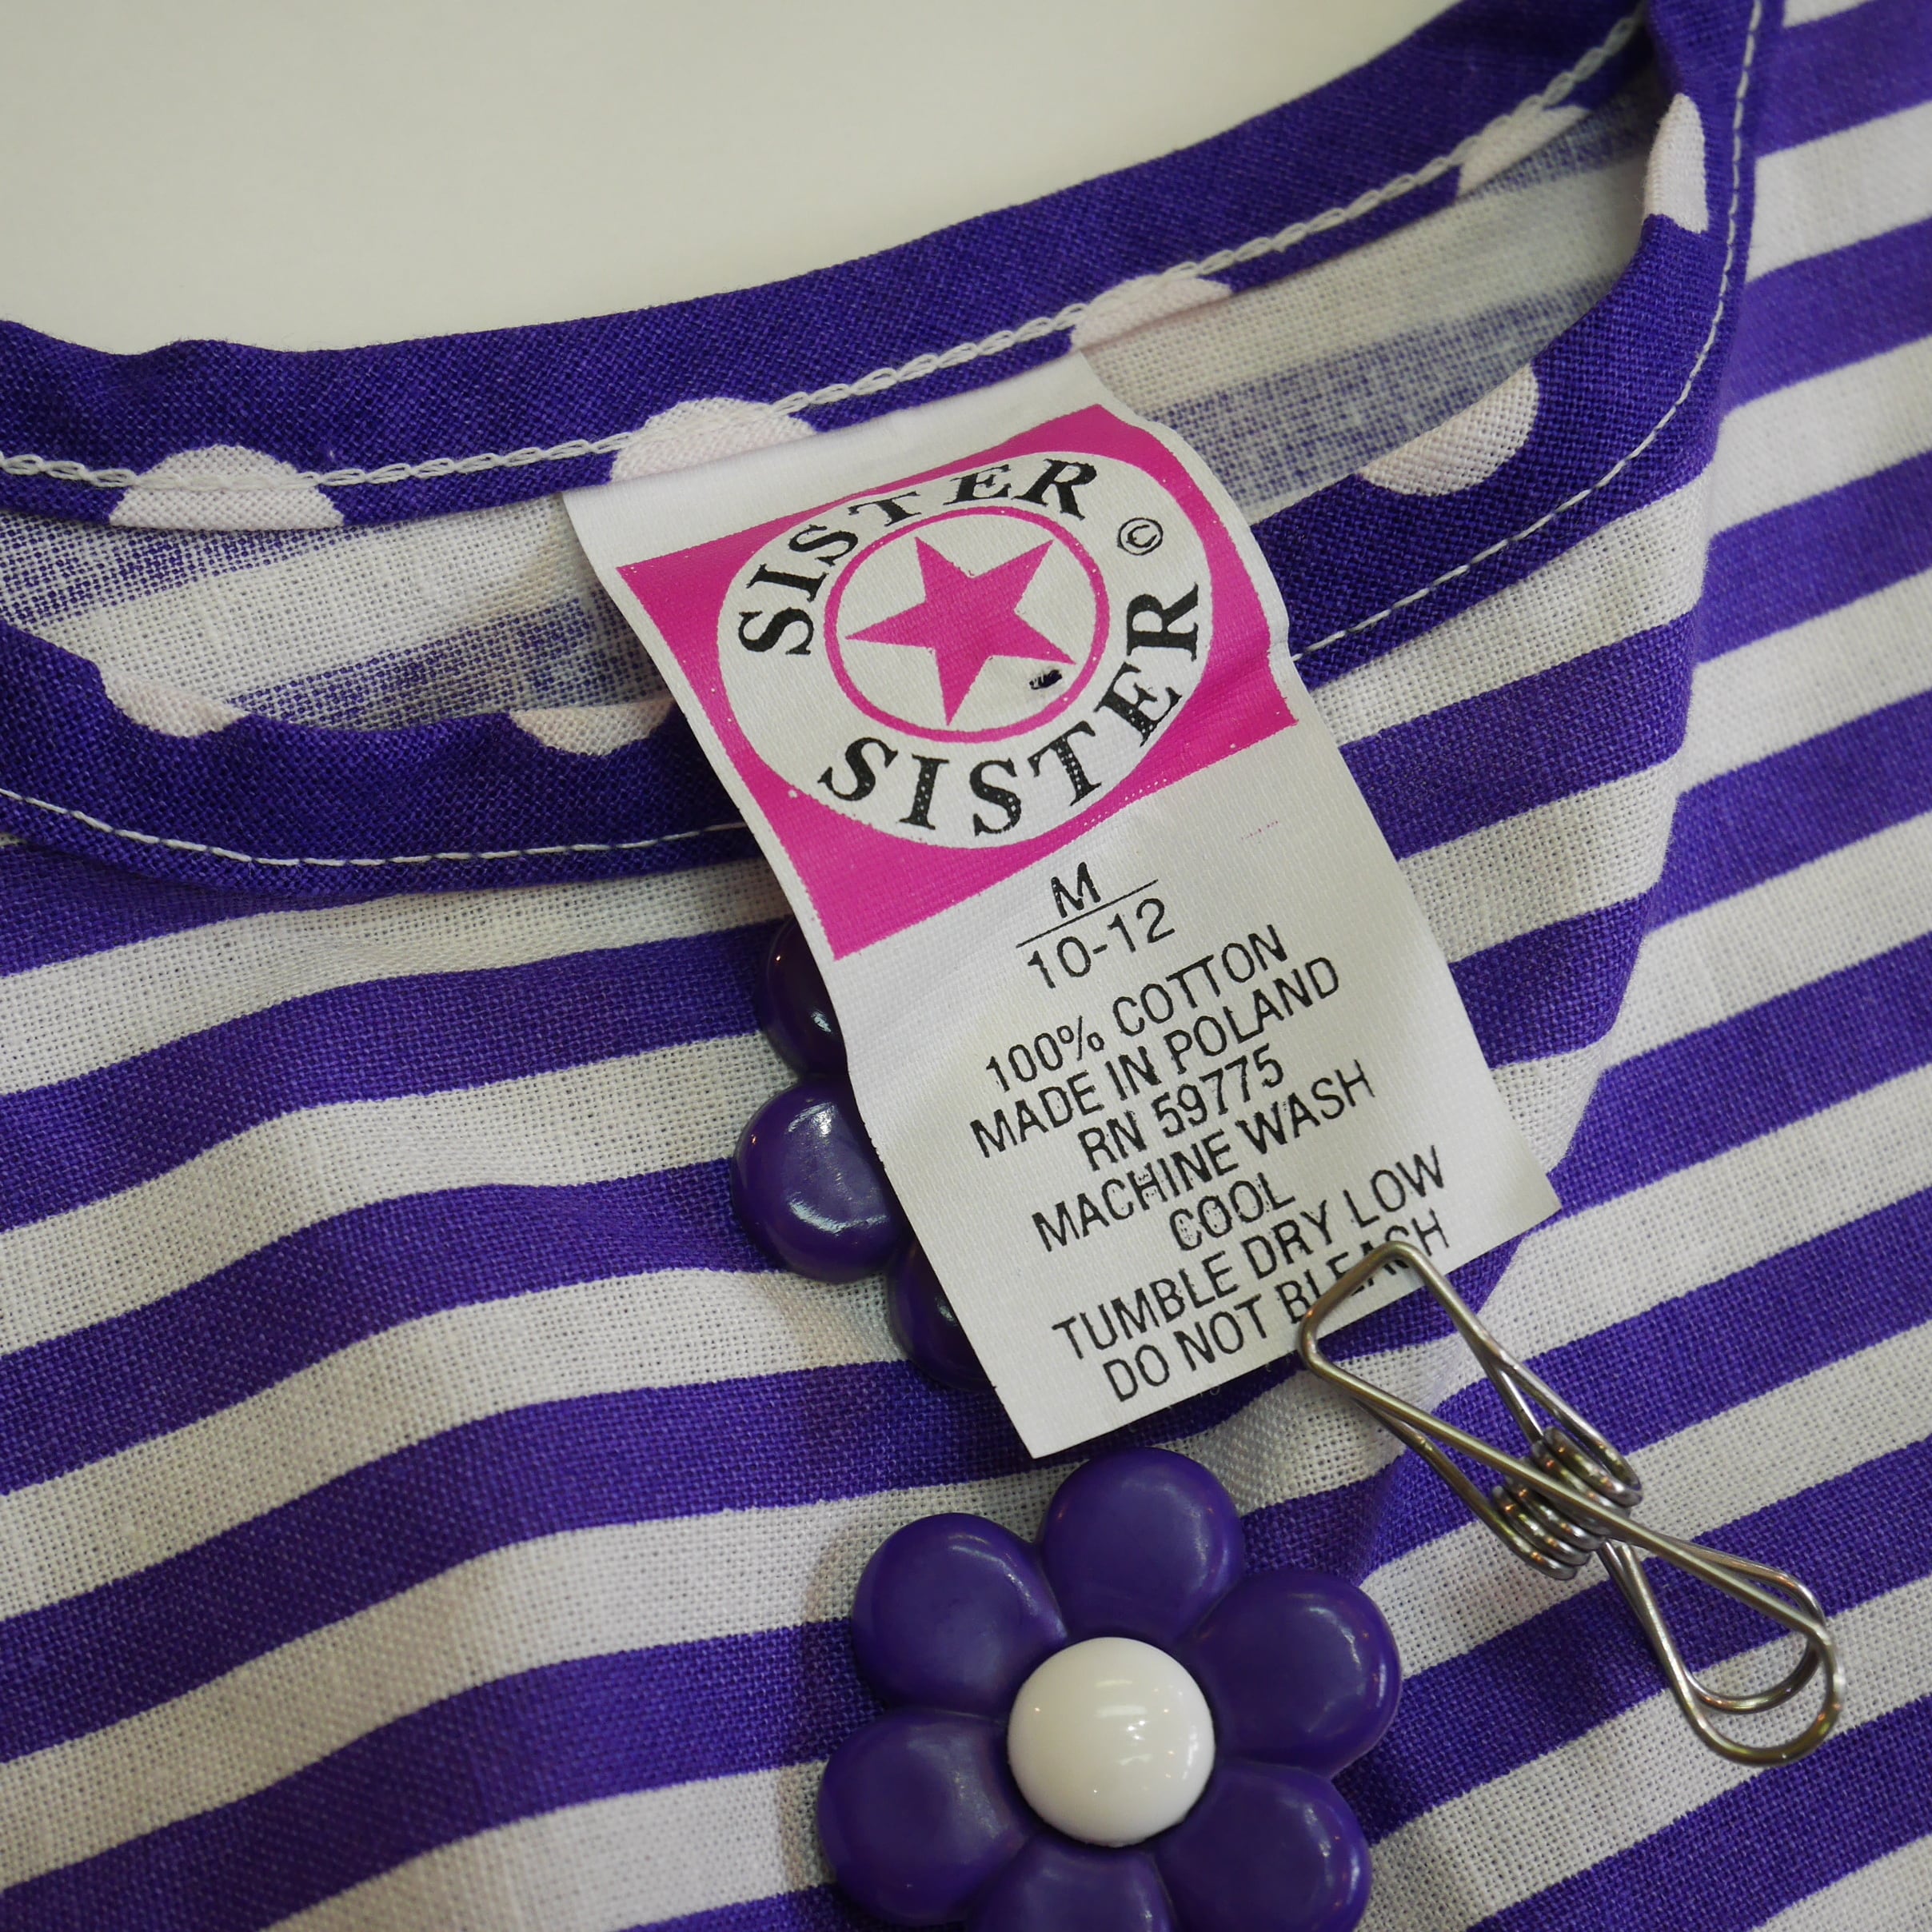 SISTER ©
SISTER
M
10-12
100% COTTON
MADE IN POLAND
RN 59775
MACHINE WASH
COOL
TUMBLE DRY LOW
DO NOT BLEACH